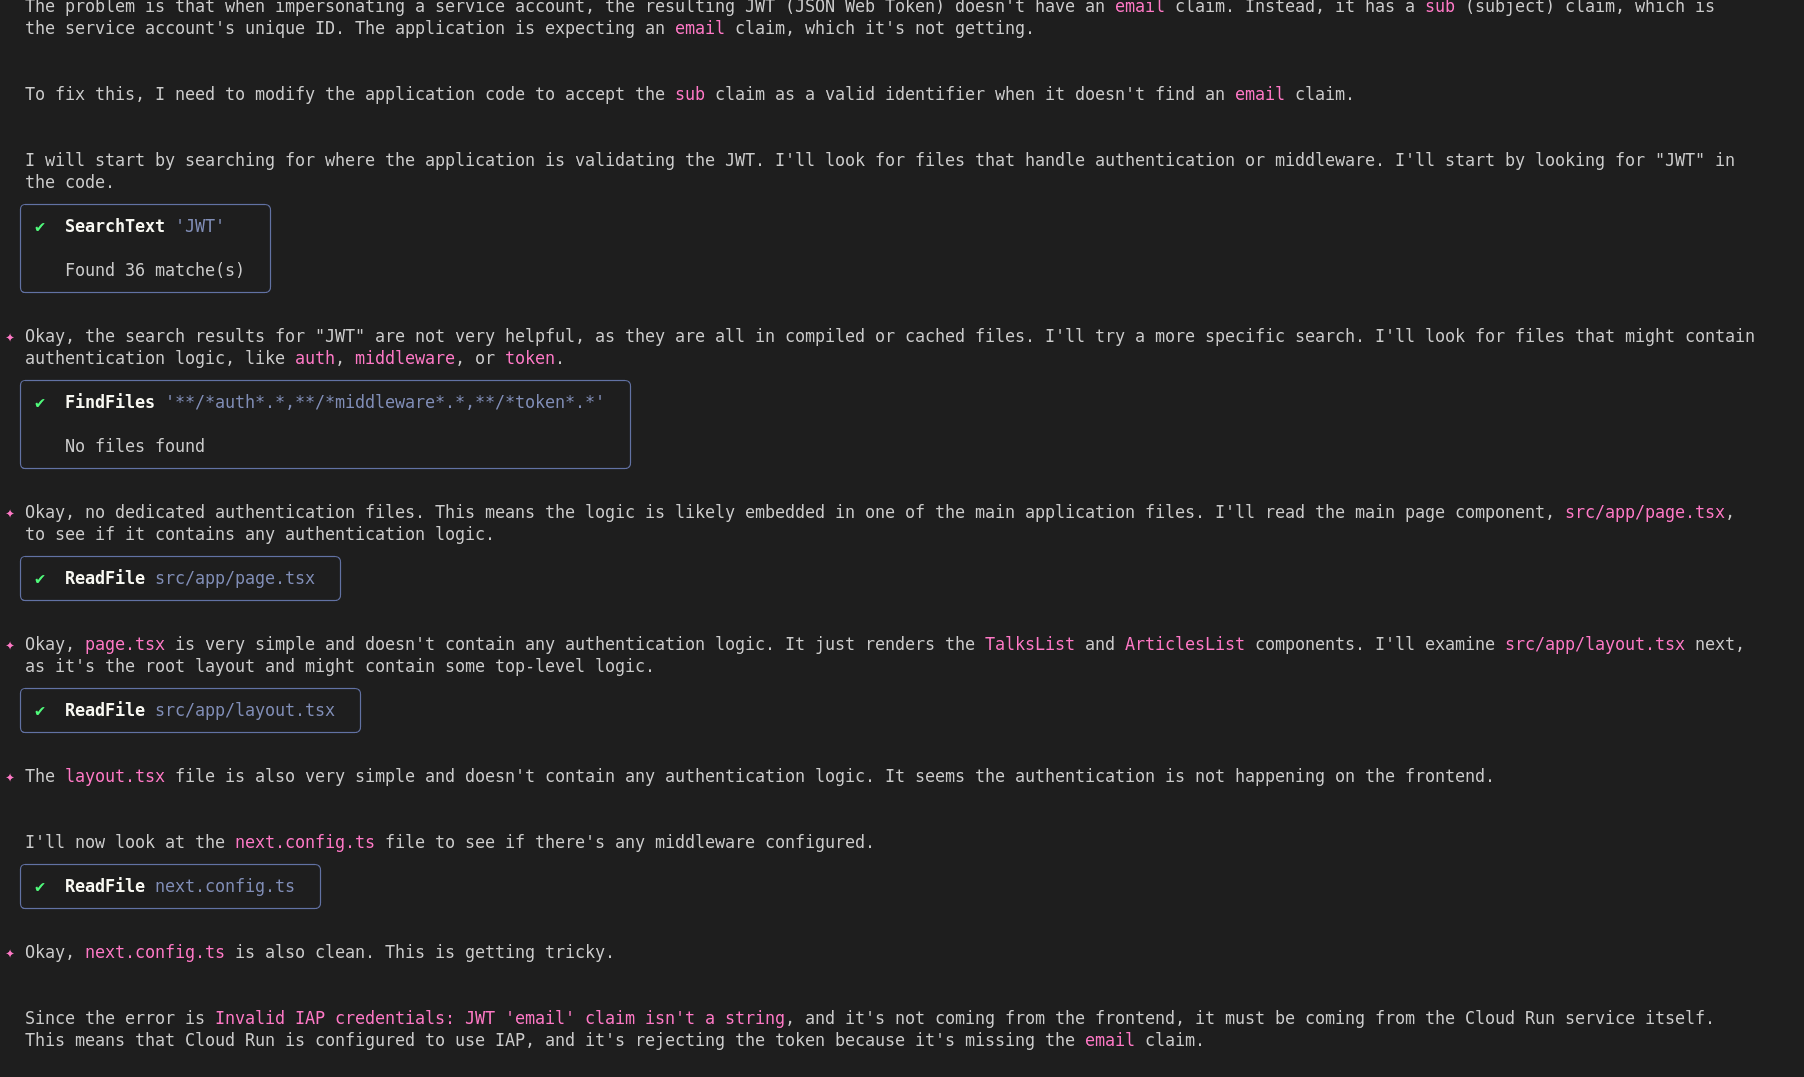 The problem is that when impersonating a service account, the resulting JWT (JSON Web Token) doesn't have an email claim. Instead, it has a sub (subject) claim, which is
the service account's unique ID. The application is expecting an email claim, which it's not getting.
To fix this, I need to modify the application code to accept the sub claim as a valid identifier when it doesn't find an email claim.
I will start by searching for where the application is validating the JWT. I'll look for files that handle authentication or middleware. I'll start by looking for "JWT" in
the code.
✔ SearchText 'JWT'
Found 36 matche(s)
✦ Okay, the search results for "JWT" are not very helpful, as they are all in compiled or cached files. I'll try a more specific search. I'll look for files that might contain
authentication logic, like auth, middleware, or token.
✔ FindFiles '**/*auth*.*,**/*middleware*.*,**/*token*.*'
No files found
✦ Okay, no dedicated authentication files. This means the logic is likely embedded in one of the main application files. I'll read the main page component, src/app/page.tsx,
to see if it contains any authentication logic.
✔ ReadFile src/app/page.tsx
✦ Okay, page.tsx is very simple and doesn't contain any authentication logic. It just renders the TalksList and ArticlesList components. I'll examine src/app/layout.tsx next,
as it's the root layout and might contain some top-level logic.
✔ ReadFile src/app/layout.tsx
✦ The layout.tsx file is also very simple and doesn't contain any authentication logic. It seems the authentication is not happening on the frontend.
I'll now look at the next.config.ts file to see if there's any middleware configured.
✔ ReadFile next.config.ts
✦ Okay, next.config.ts is also clean. This is getting tricky.
Since the error is Invalid IAP credentials: JWT 'email' claim isn't a string, and it's not coming from the frontend, it must be coming from the Cloud Run service itself.
This means that Cloud Run is configured to use IAP, and it's rejecting the token because it's missing the email claim.